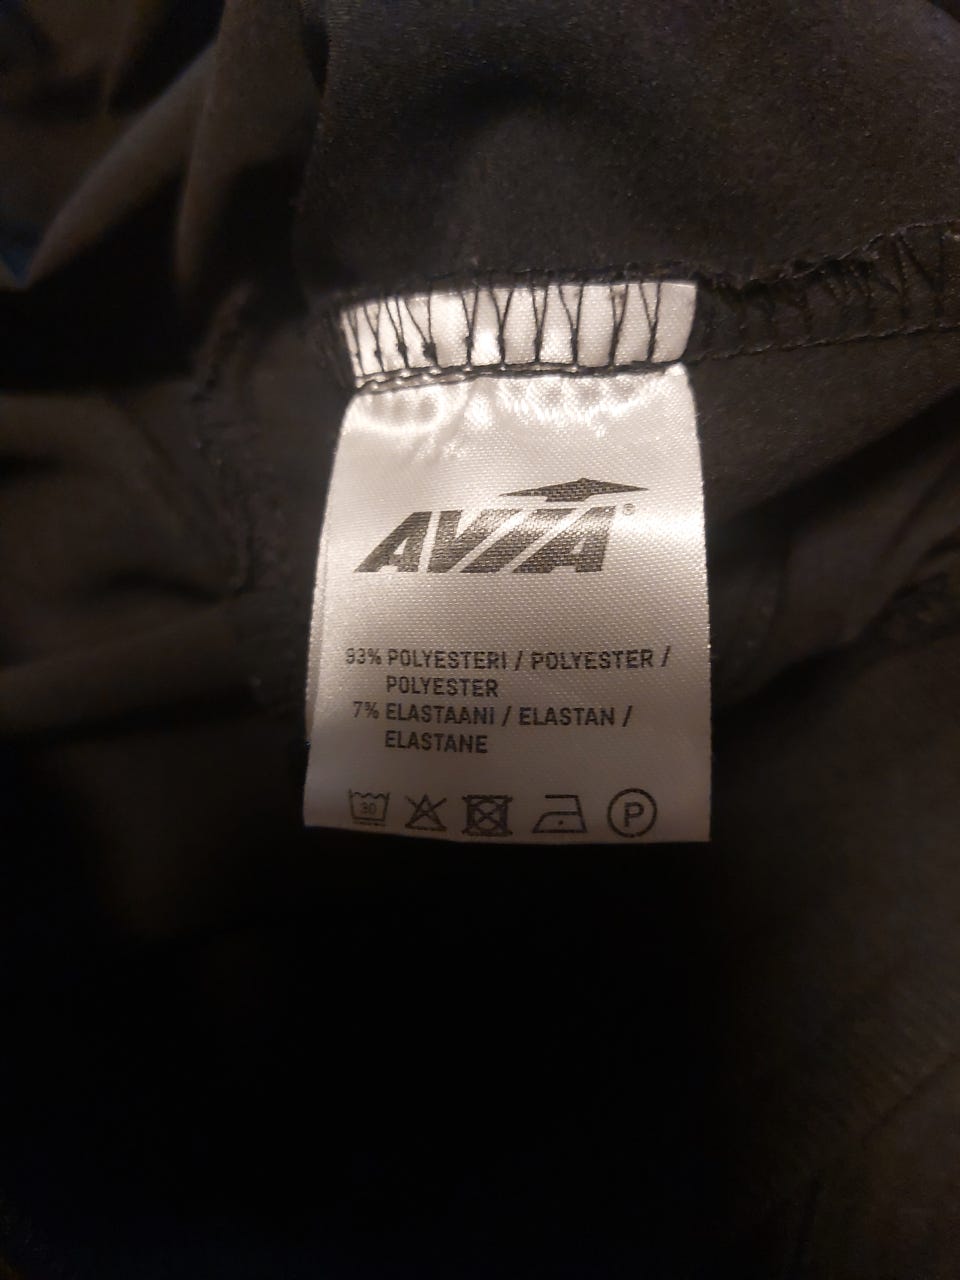 AVIA®
93% POLYESTERI / POLYESTER /
POLYESTER
7% ELASTAANI / ELASTAN /
ELASTANE
30 P